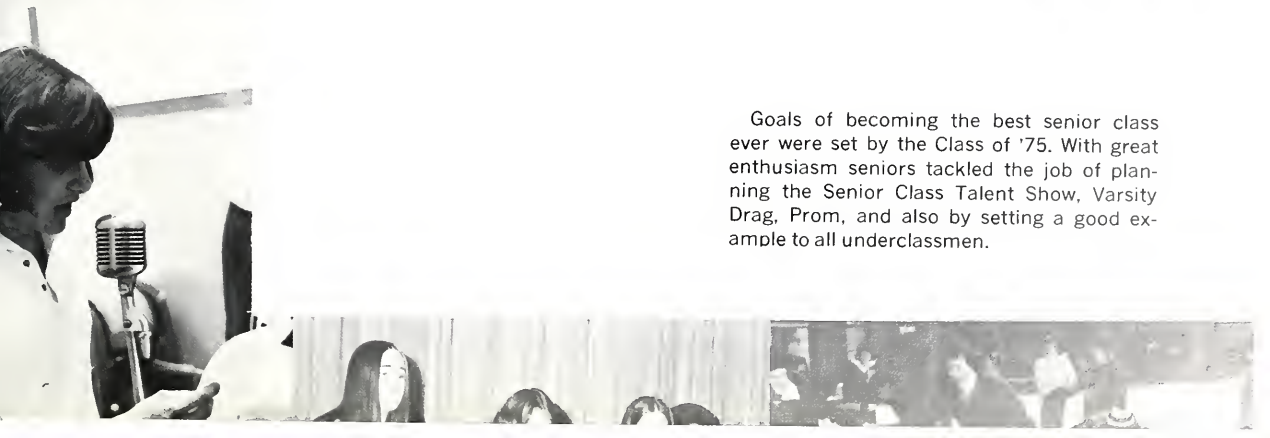 Goals of becoming the best senior class
ever were set by the Class of '75. With great
enthusiasm seniors tackled the job of plan-
ning the Senior Class Talent Show, Varsity
Drag, Prom, and also by setting a good ex-
ample to all underclassmen.